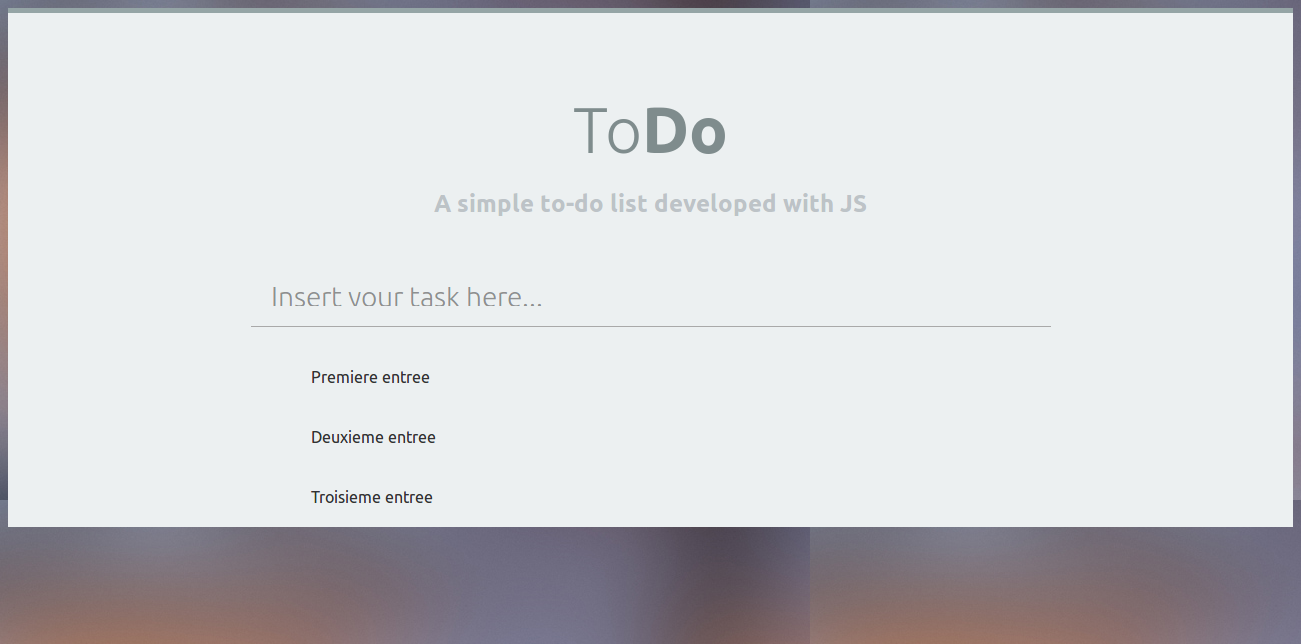 ToDo
A simple to-do list developed with JS
Insert your task here...
Premiere entree
Deuxieme entree
Troisieme entree